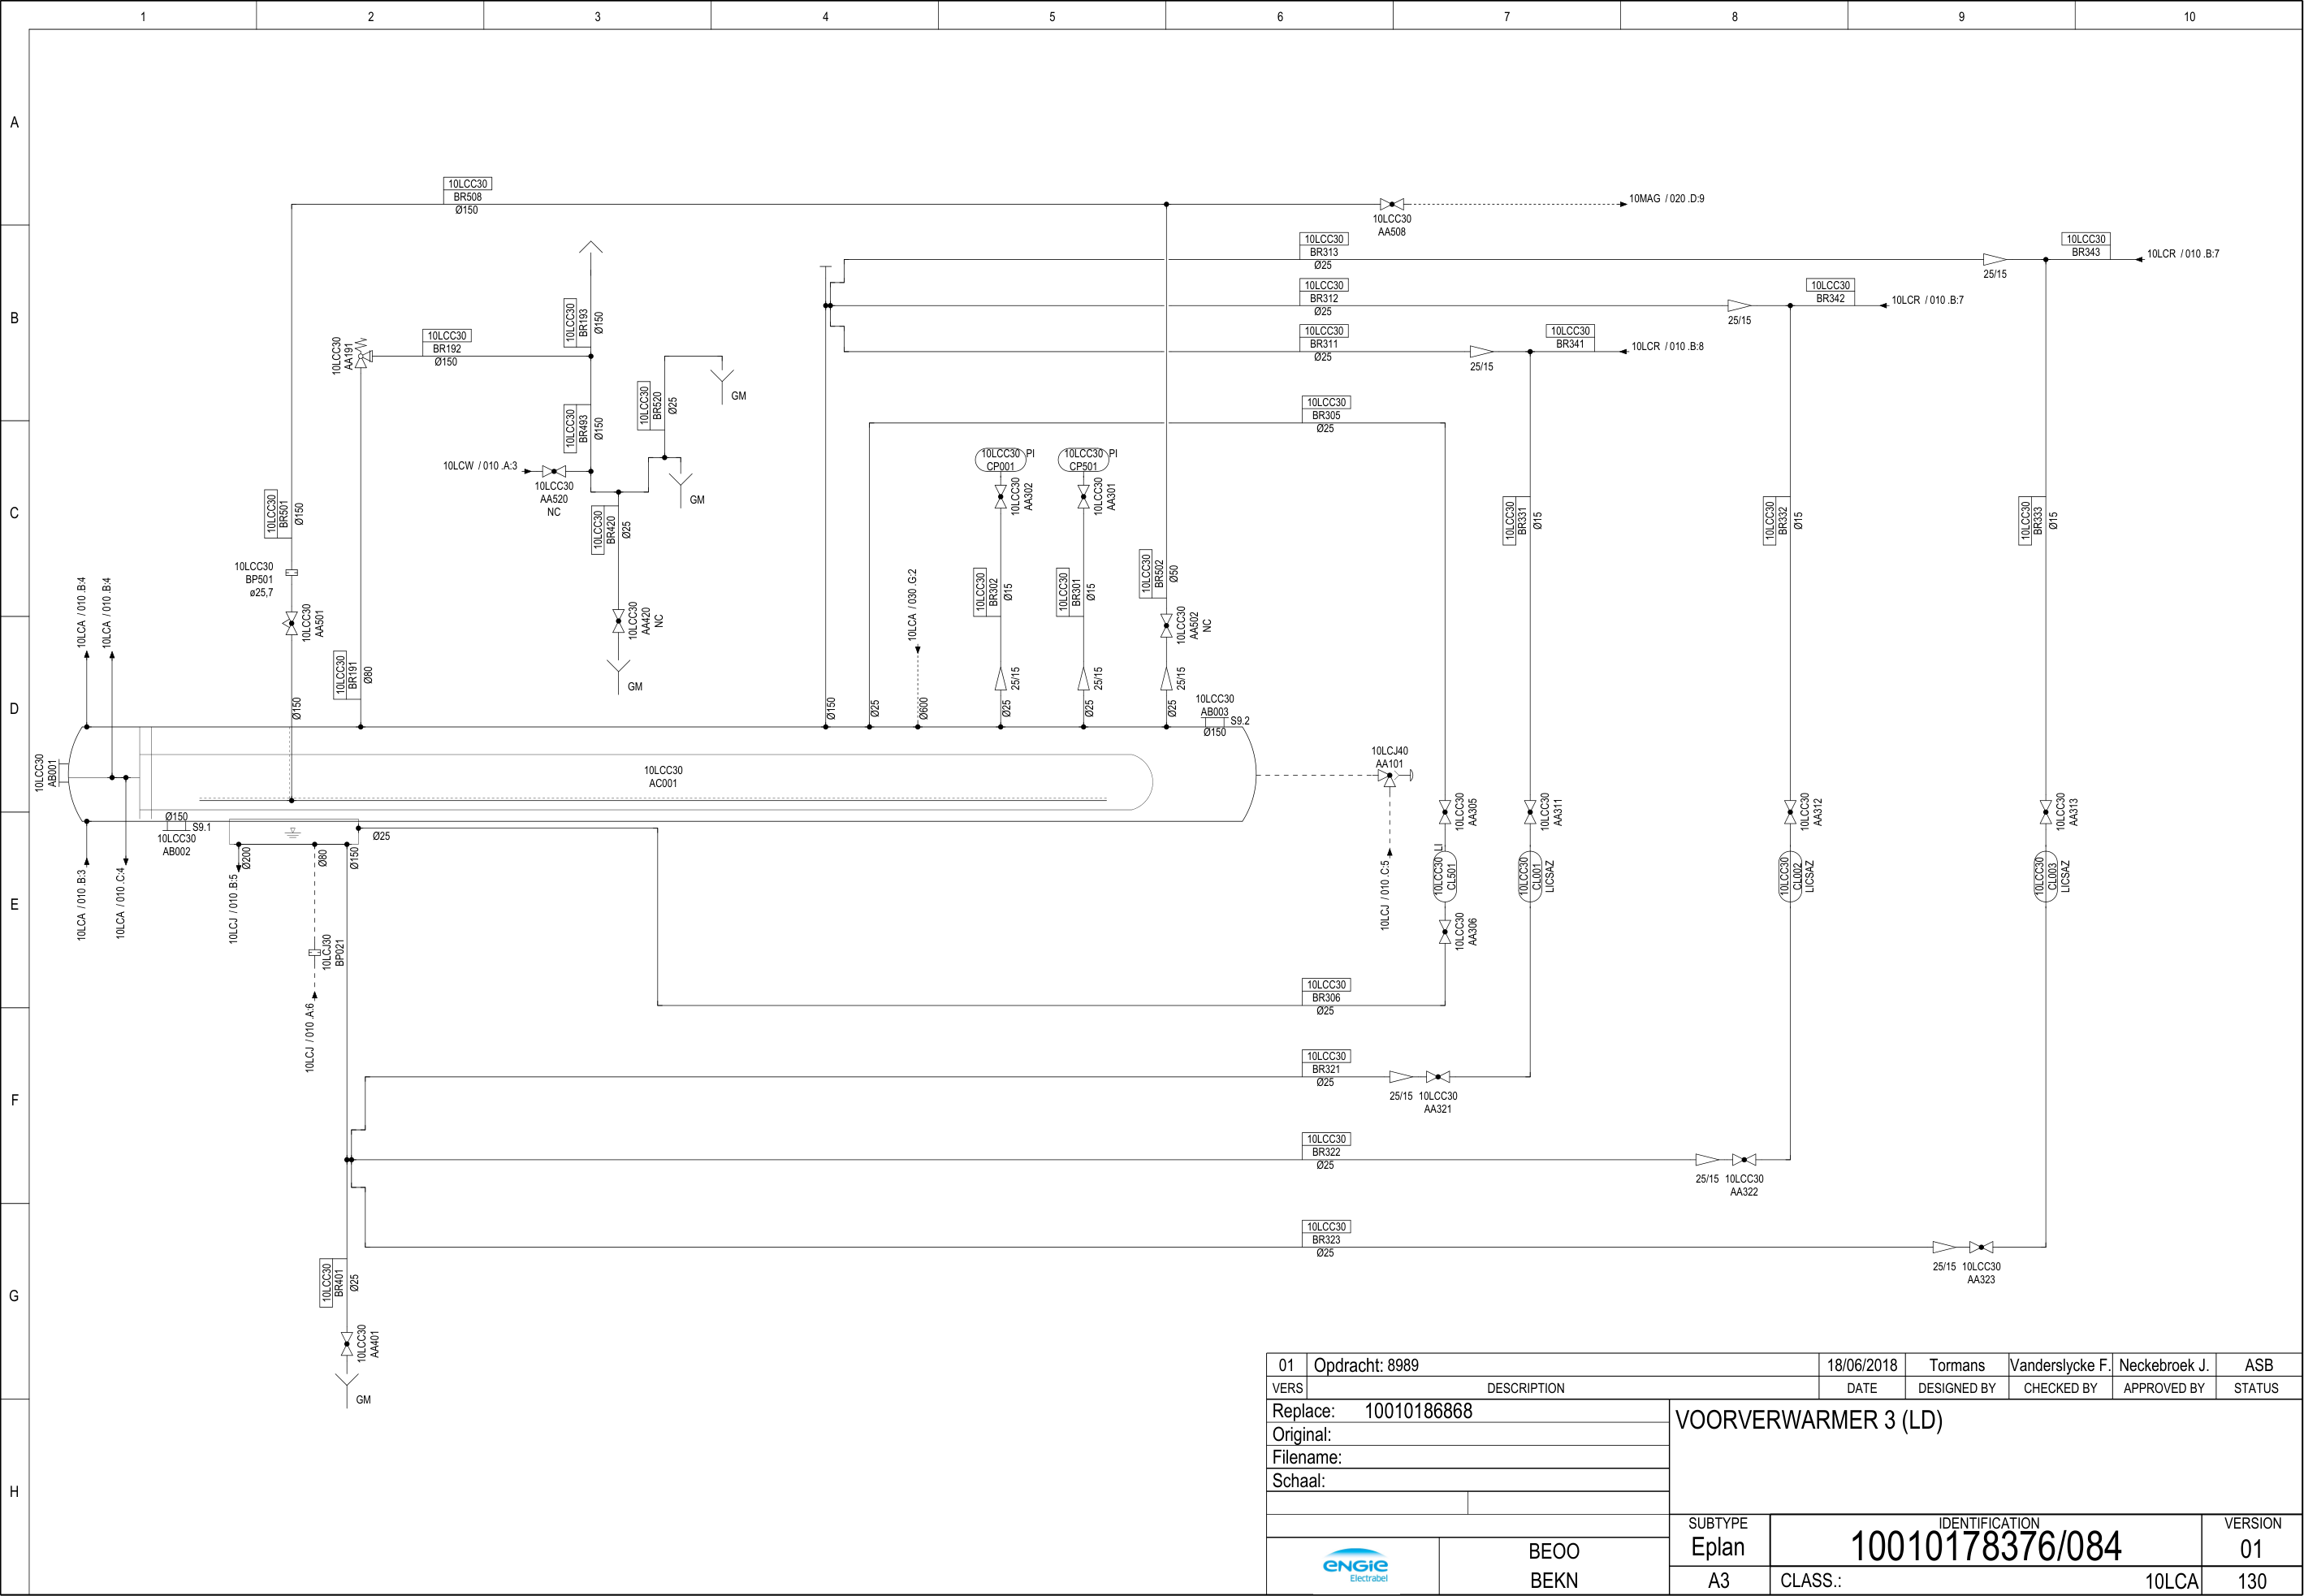 1 2 3 4 5 6 7 8 9 10
A
B
C
D
E
F
G
H
10LCC30
BR508
Ø150
10LCC30
AA508
10MAG / 020 .D:9
10LCC30
BR313
Ø25
25/15
10LCC30
BR343
10LCR / 010 .B:7
10LCC30
BR312
Ø25
25/15
10LCC30
BR342
10LCR / 010 .B:7
10LCC30
BR311
Ø25
25/15
10LCC30
BR341
10LCR / 010 .B:8
10LCC30
AA191
10LCC30
BR192
Ø150
10LCC30
BR193
Ø150
10LCC30
BR493
Ø150
10LCC30
BR520
Ø25
GM
GM
10LCW / 010 .A:3
10LCC30
AA520
NC
10LCC30
BR420
Ø25
10LCC30
AA420
NC
GM
10LCC30
BR305
Ø25
10LCC30 PI
CP001
10LCC30
AA302
10LCC30
BR302
Ø15
25/15
Ø25
10LCC30 PI
CP501
10LCC30
AA301
10LCC30
BR301
Ø15
25/15
Ø25
10LCC30
BR502
Ø50
10LCC30
AA502
NC
25/15
Ø25
10LCC30
BR501
Ø150
10LCC30
BP501
ø25,7
10LCC30
AA501
Ø150
10LCC30
BR191
Ø80
10LCA / 010 .B:4
10LCA / 010 .B:4
Ø150
Ø25
10LCA / 030 .G:2
Ø600
10LCC30
AB003
S9.2
Ø150
10LCC30
BR331
Ø15
10LCC30
BR332
Ø15
10LCC30
BR333
Ø15
10LCC30
AB001
10LCC30
AC001
10LCJ40
AA101
10LCJ / 010 .C:5
Ø150
S9.1
10LCC30
AB002
10LCA / 010 .B:3
10LCA / 010 .C:4
Ø200
10LCJ / 010 .B:5
Ø80
Ø150
Ø25
10LCJ30
BP021
10LCJ / 010 .A:6
10LCC30
AA305
10LCC30 LI
CL501
10LCC30
AA306
10LCC30
AA311
10LCC30
CL001
LICSAZ
10LCC30
AA312
10LCC30
CL002
LICSAZ
10LCC30
AA313
10LCC30
CL003
LICSAZ
10LCC30
BR306
Ø25
10LCC30
BR321
Ø25
25/15
10LCC30
AA321
10LCC30
BR322
Ø25
25/15
10LCC30
AA322
10LCC30
BR323
Ø25
25/15
10LCC30
AA323
10LCC30
BR401
Ø25
10LCC30
AA401
GM
01 Opdracht: 8989 18/06/2018 Tormans Vanderslycke F. Neckebroek J. ASB
VERS DESCRIPTION DATE DESIGNED BY CHECKED BY APPROVED BY STATUS
Replace: 10010186868
Original:
Filename:
Schaal:
VOORVERWARMER 3 (LD)
SUBTYPE IDENTIFICATION VERSION
Eplan 10010178376/084 01
ENGIE
Electrabel
BEOO
BEKN
A3 CLASS.: 10LCA 130